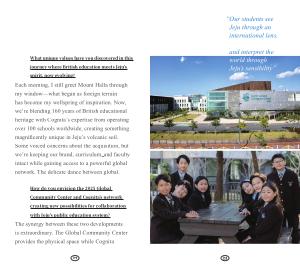 What unique values have you discovered in this
journey where British education meets Jeju's
spirit, now evolving?
Each morning, I still greet Mount Halla through
my window—what began as foreign terrain
has become my wellspring of inspiration. Now,
we're blending 160 years of British educational
heritage with Cognita's expertise from operating
over 100 schools worldwide, creating something
magnificently unique in Jeju's volcanic soil.
Some voiced concerns about the acquisition, but
we're keeping our brand, curriculum,and faculty
intact while gaining access to a powerful global
network. The delicate dance between global
How do you envision the 2025 Global
Community Center and Cognita's network
creating new possibilities for collaboration
with Jeju's public education system?
The synergy between these two developments
is extraordinary. The Global Community Center
provides the physical space while Cognita
"Our students see
Jeju through an
international lens.
and interpret the
world through
Jeju's sensibility"